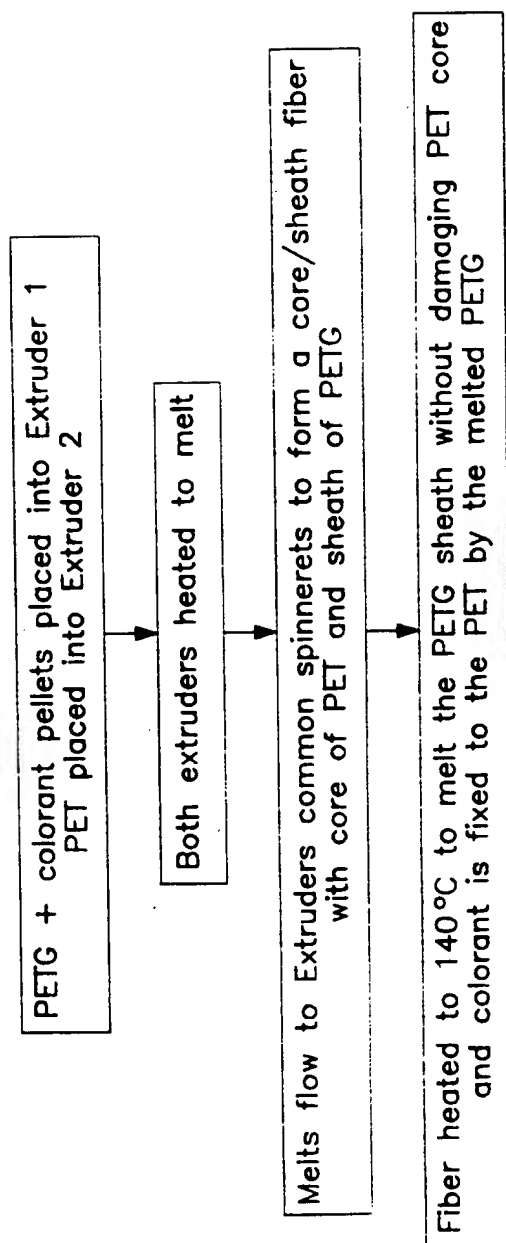 PETG + colorant pellets placed into Extruder 1
PET placed into Extruder 2
Both extruders heated to melt
Melts flow to Extruders common spinnerets to form a core/sheath fiber
with core of PET and sheath of PETG
Fiber heated to 140°C to melt the PETG sheath without damaging PET core
and colorant is fixed to the PET by the melted PETG